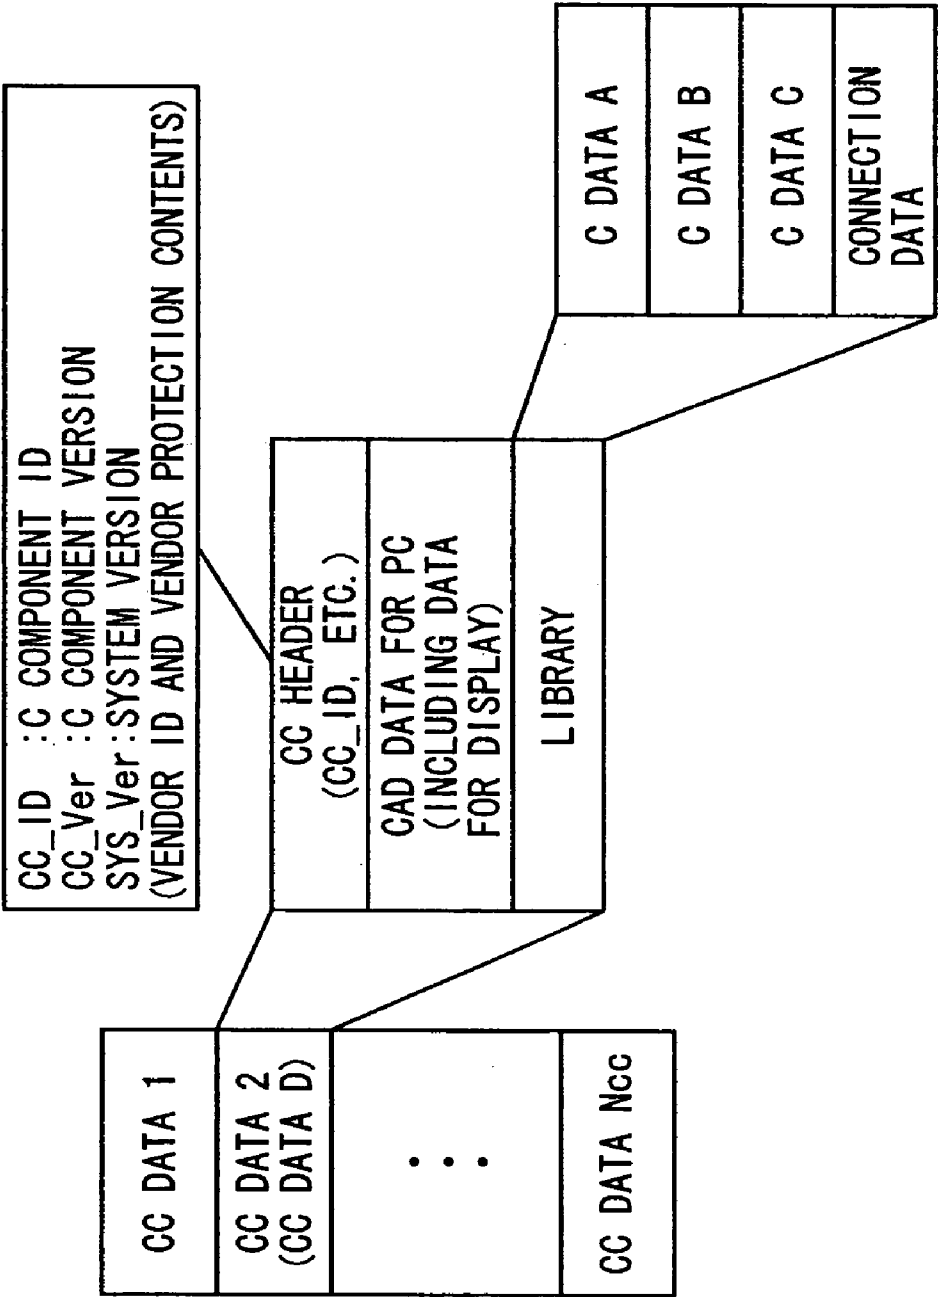 CC_ID :C COMPONENT ID
CC_Ver :C COMPONENT VERSION
SYS_Ver:SYSTEM VERSION
(VENDOR ID AND VENDOR PROTECTION CONTENTS)
CC DATA 1
CC DATA 2
(CC DATA D)
• • •
CC DATA Ncc
CC HEADER
(CC_ID, ETC.)
CAD DATA FOR PC
(INCLUDING DATA
FOR DISPLAY)
LIBRARY
C DATA A
C DATA B
C DATA C
CONNECTION
DATA